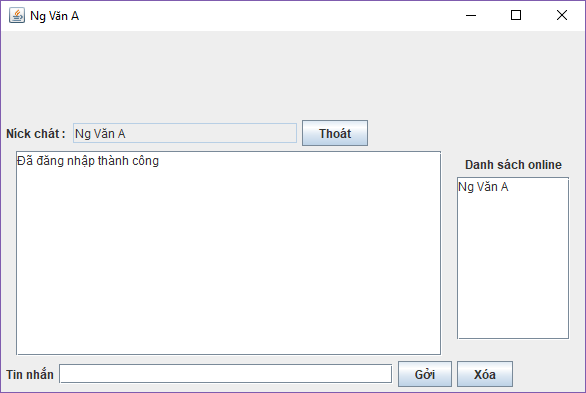 Ng Văn A
Ních chát : Ng Văn A Thoát
Đã đăng nhập thành công
Danh sách online
Ng Văn A
Tin nhắn Gởi Xóa